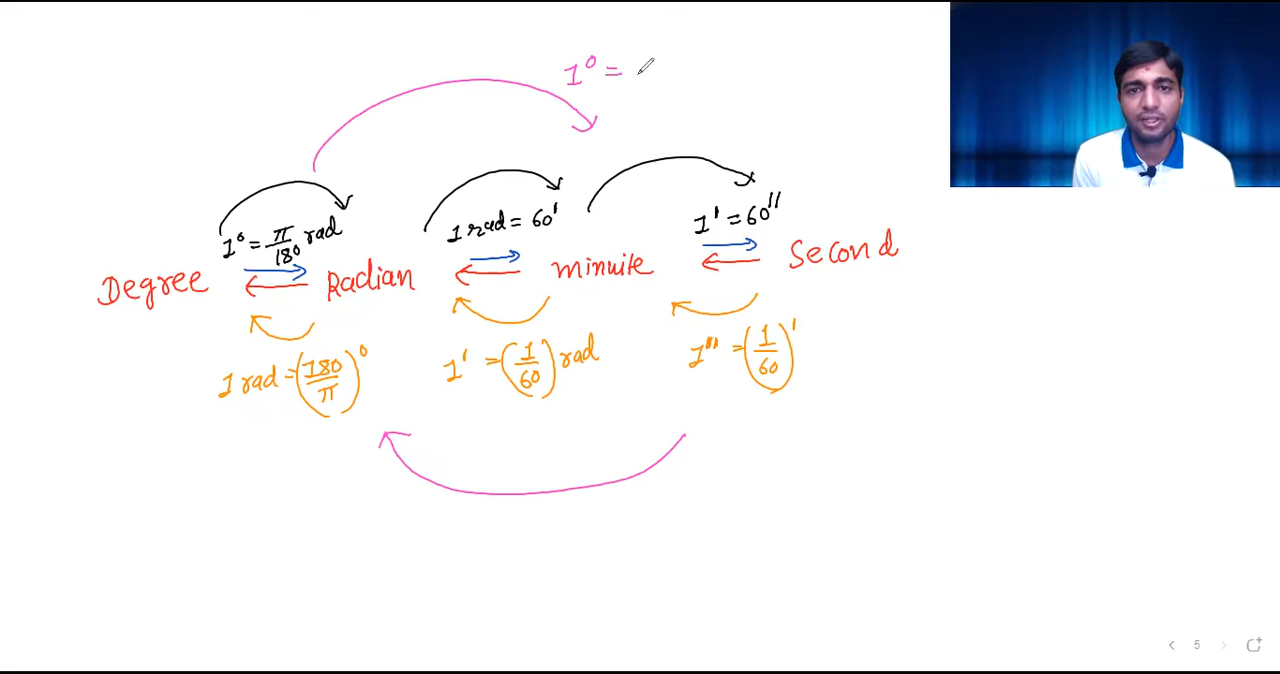 1° =
1° = π/180 rad
1 rad = 60'
1' = 60''
Degree
Radian
minuite
Second
1 rad = (180/π)°
1' = (1/60) rad
1''' = (1/60)'
5